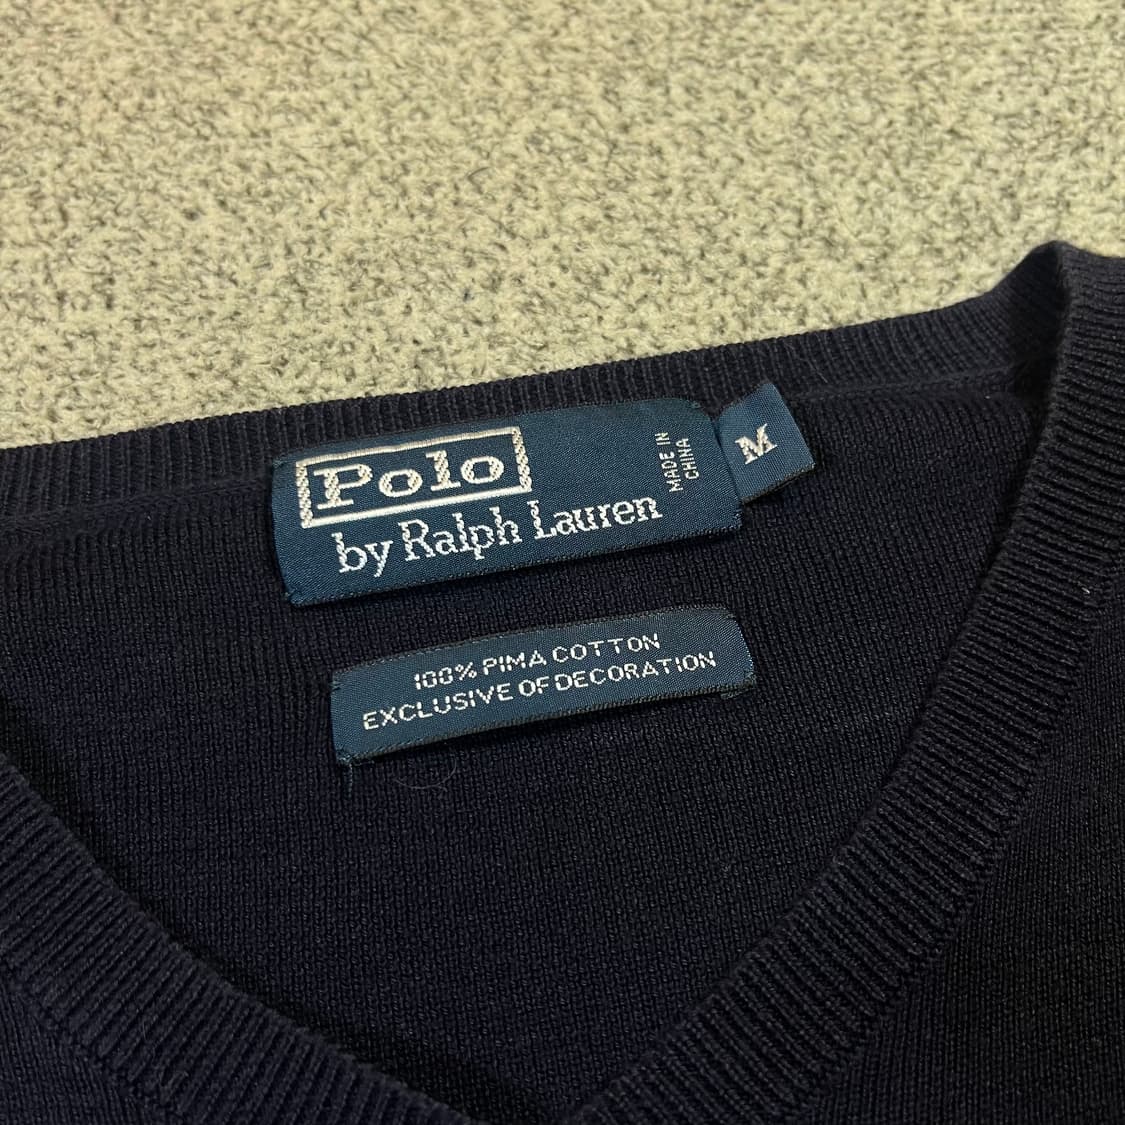 Polo
by Ralph Lauren
MADE IN
CHINA
M
100% PIMA COTTON
EXCLUSIVE OF DECORATION